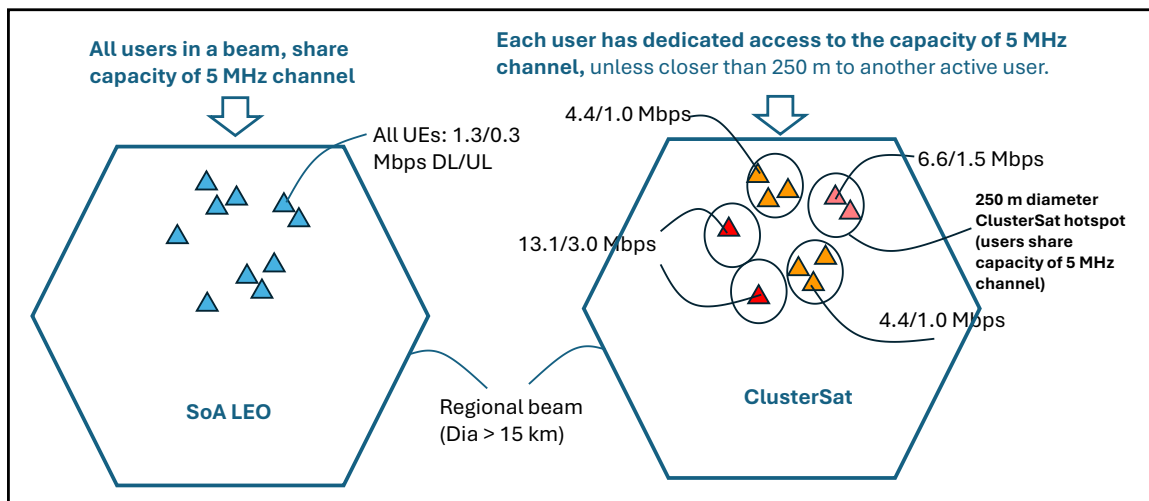 All users in a beam, share
capacity of 5 MHz channel
All UEs: 1.3/0.3
Mbps DL/UL
SoA LEO
Regional beam
(Dia > 15 km)
Each user has dedicated access to the capacity of 5 MHz
channel, unless closer than 250 m to another active user.
4.4/1.0 Mbps
6.6/1.5 Mbps
250 m diameter
ClusterSat hotspot
(users share
capacity of 5 MHz
channel)
13.1/3.0 Mbps
4.4/1.0 Mbps
ClusterSat